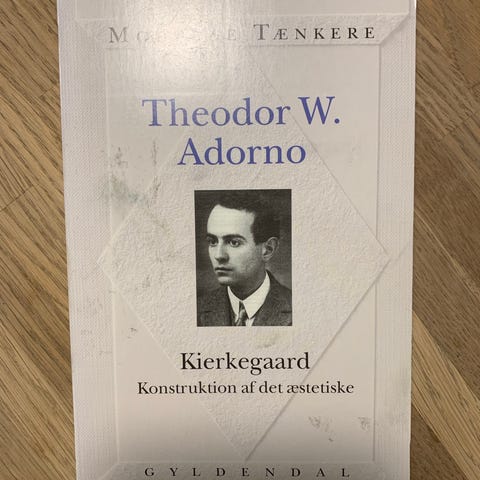 TÆNKERE
Theodor W.
Adorno
Kierkegaard
Konstruktion af det æstetiske
GYLDENDAL